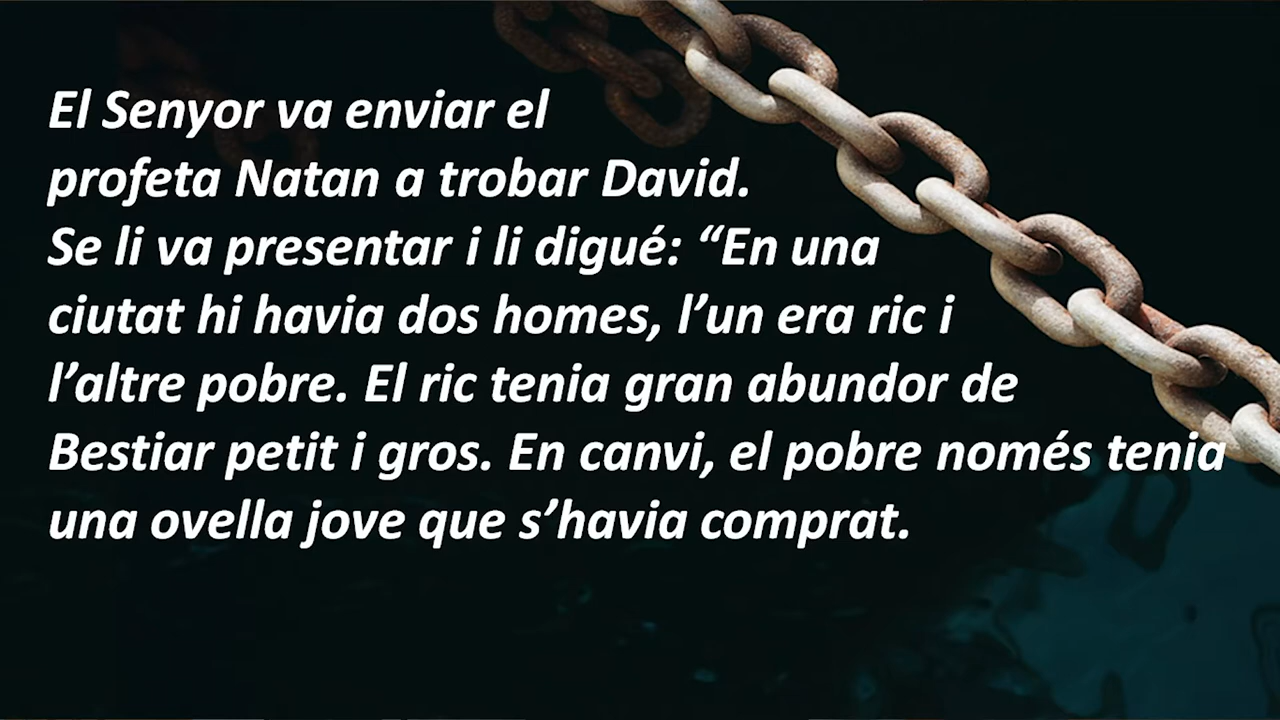 El Senyor va enviar el
profeta Natan a trobar David.
Se li va presentar i li digué: “En una
ciutat hi havia dos homes, l’un era ric i
l’altre pobre. El ric tenia gran abundor de
Bestiar petit i gros. En canvi, el pobre només tenia
una ovella jove que s’havia comprat.